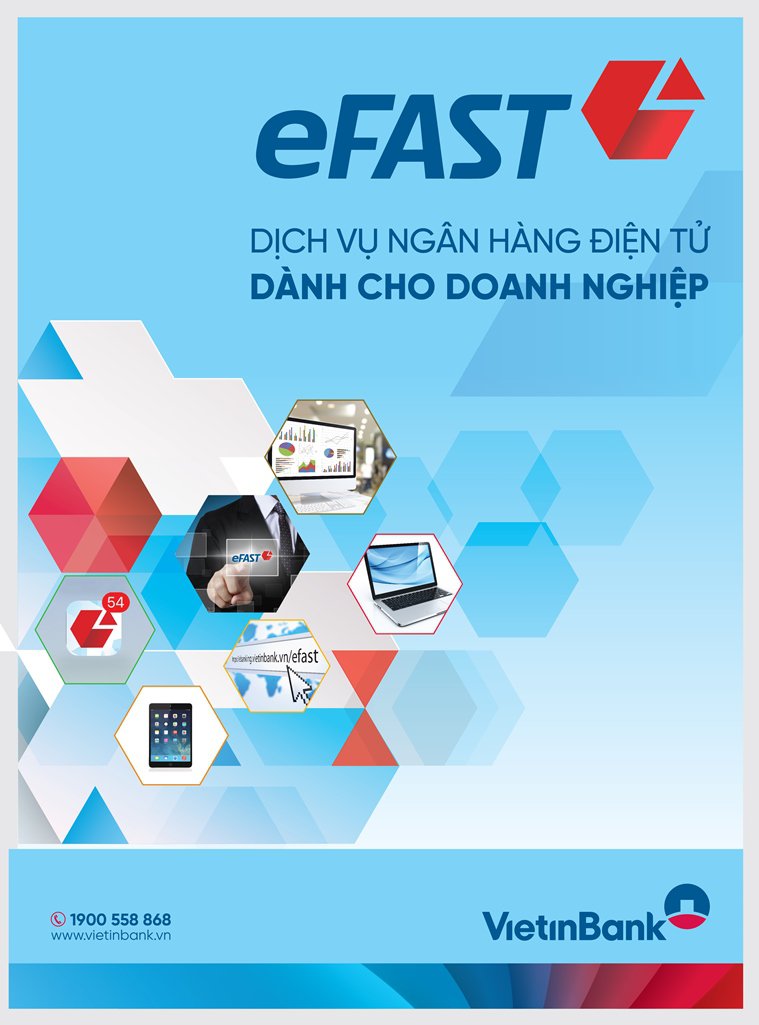 eFAST
DỊCH VỤ NGÂN HÀNG ĐIỆN TỬ
DÀNH CHO DOANH NGHIỆP
eFAST
54
vietinbank.vn/efast
1900 558 868
www.vietinbank.vn
VietinBank